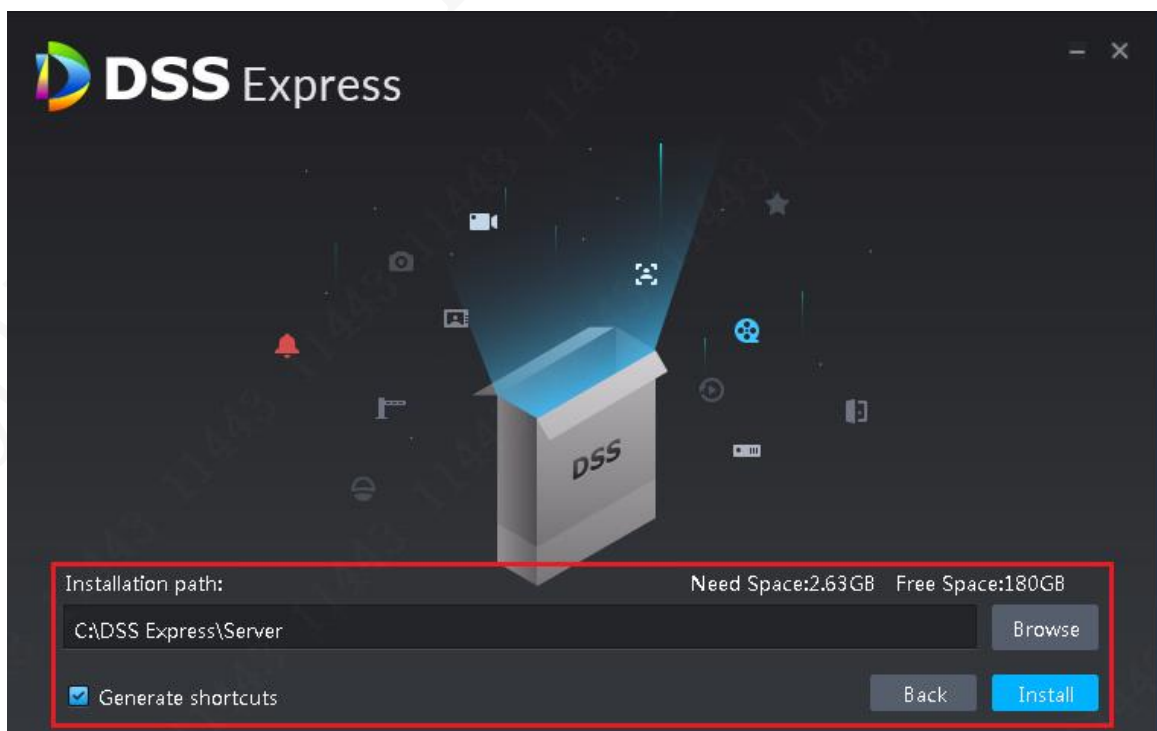 DSS Express
DSS
Installation path:
Need Space:2.63GB Free Space:180GB
C:\DSS Express\Server
Browse
Generate shortcuts
Back
Install